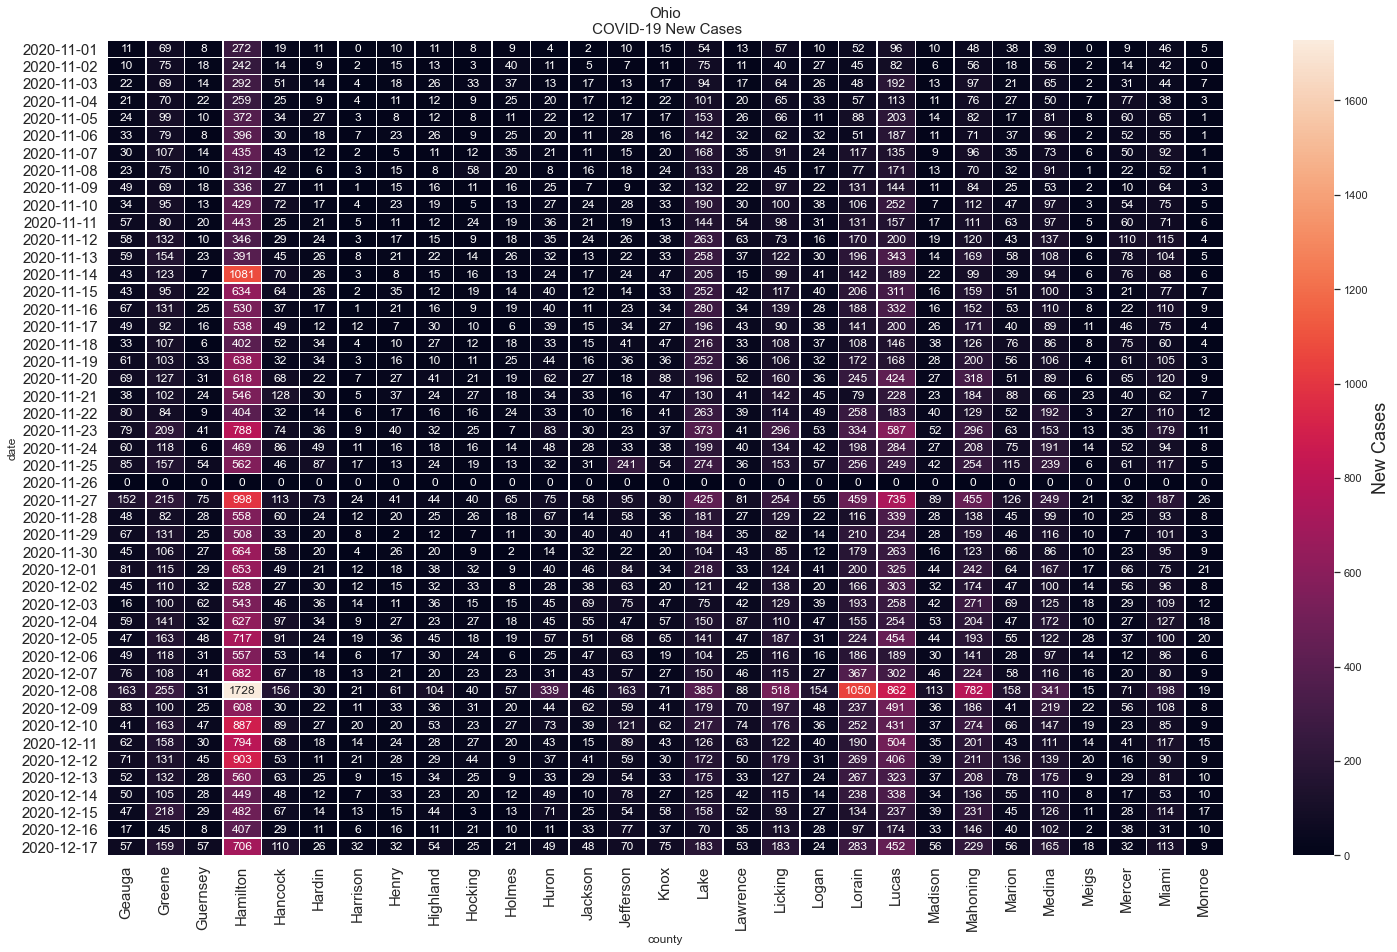 Ohio
COVID-19 New Cases
2020-11-01 11 69 8 272 19 11 0 10 11 8 9 4 2 10 15 54 13 57 10 52 96 10 48 38 39 0 9 46 5
2020-11-02 10 75 18 242 14 9 2 15 13 3 40 11 5 7 11 75 11 40 27 45 82 6 56 18 56 2 14 42 0
2020-11-03 22 69 14 292 51 14 4 18 26 33 37 13 17 13 17 94 17 64 26 48 192 13 97 21 65 2 31 44 7
2020-11-04 21 70 22 259 25 9 4 11 12 9 25 20 17 12 22 101 20 65 33 57 113 11 76 27 50 7 77 38 3
2020-11-05 24 99 10 372 34 27 3 8 12 8 11 22 12 17 17 153 26 66 11 88 203 14 82 17 81 8 60 65 1
2020-11-06 33 79 8 396 30 18 7 23 26 9 25 20 11 28 16 142 32 62 32 51 187 11 71 37 96 2 52 55 1
2020-11-07 30 107 14 435 43 12 2 5 11 12 35 21 11 15 20 168 35 91 24 117 135 9 96 35 73 6 50 92 1
2020-11-08 23 75 10 312 42 6 3 15 8 58 20 8 16 18 24 133 28 45 17 77 171 13 70 32 91 1 22 52 1
2020-11-09 49 69 18 336 27 11 1 15 16 11 16 25 7 9 32 132 22 97 22 131 144 11 84 25 53 2 10 64 3
2020-11-10 34 95 13 429 72 17 4 23 19 5 13 27 24 28 33 190 30 100 38 106 252 7 112 47 97 3 54 75 5
2020-11-11 57 80 20 443 25 21 5 11 12 24 19 36 21 19 13 144 54 98 31 131 157 17 111 63 97 5 60 71 6
2020-11-12 58 132 10 346 29 24 3 17 15 9 18 35 24 26 38 263 63 73 16 170 200 19 120 43 137 9 110 115 4
2020-11-13 59 154 23 391 45 26 8 21 22 14 26 32 13 22 33 258 37 122 30 196 343 14 169 58 108 6 78 104 5
2020-11-14 43 123 7 1081 70 26 3 8 15 16 13 24 17 24 47 205 15 99 41 142 189 22 99 39 94 6 76 68 6
2020-11-15 43 95 22 634 64 26 2 35 12 19 14 40 12 14 33 252 42 117 40 206 311 16 159 51 100 3 21 77 7
2020-11-16 67 131 25 530 37 17 1 21 16 9 19 40 11 23 34 280 34 139 28 188 332 16 152 53 110 8 22 110 9
2020-11-17 49 92 16 538 49 12 12 7 30 10 6 39 15 34 27 196 43 90 38 141 200 26 171 40 89 11 46 75 4
2020-11-18 33 107 6 402 52 34 4 10 27 12 18 33 15 41 47 216 33 108 37 108 146 38 126 76 86 8 75 60 4
2020-11-19 61 103 33 638 32 34 3 16 10 11 25 44 16 36 36 252 36 106 32 172 168 28 200 56 106 4 61 105 3
2020-11-20 69 127 31 618 68 22 7 27 41 21 19 62 27 18 88 196 52 160 36 245 424 27 318 51 89 6 65 120 9
2020-11-21 38 102 24 546 128 30 5 37 24 27 18 34 33 16 47 130 41 142 45 79 228 23 184 88 66 23 40 62 7
2020-11-22 80 84 9 404 32 14 6 17 16 16 24 33 10 16 41 263 39 114 49 258 183 40 129 52 192 3 27 110 12
2020-11-23 79 209 41 788 74 36 9 40 32 25 7 83 30 23 37 373 41 296 53 334 587 52 296 63 153 13 35 179 11
2020-11-24 60 118 6 469 86 49 11 16 18 16 14 48 28 33 38 199 40 134 42 198 284 27 208 75 191 14 52 94 8
2020-11-25 85 157 54 562 46 87 17 13 24 19 13 32 31 241 54 274 36 153 57 256 249 42 254 115 239 6 61 117 5
2020-11-26 0 0 0 0 0 0 0 0 0 0 0 0 0 0 0 0 0 0 0 0 0 0 0 0 0 0 0 0 0
2020-11-27 152 215 75 998 113 73 24 41 44 40 65 75 58 95 80 425 81 254 55 459 735 89 455 126 249 21 32 187 26
2020-11-28 48 82 28 558 60 24 12 20 25 26 18 67 14 58 36 181 27 129 22 116 339 28 138 45 99 10 25 93 8
2020-11-29 67 131 25 508 33 20 8 2 12 7 11 30 40 40 41 184 35 82 14 210 234 28 159 46 116 10 7 101 3
2020-11-30 45 106 27 664 58 20 4 26 20 9 2 14 32 22 20 104 43 85 12 179 263 16 123 66 86 10 23 95 9
2020-12-01 81 115 29 653 49 21 12 18 38 32 9 40 46 84 34 218 33 124 41 200 325 44 242 64 167 17 66 75 21
2020-12-02 45 110 32 528 27 30 12 15 32 33 8 28 38 63 20 121 42 138 20 166 303 32 174 47 100 14 56 96 8
2020-12-03 16 100 62 543 46 36 14 11 36 15 15 45 69 75 47 75 42 129 39 193 258 42 271 69 125 18 29 109 12
2020-12-04 59 141 32 627 97 34 9 27 23 27 18 45 55 47 57 150 87 110 47 155 254 53 204 47 172 10 27 127 18
2020-12-05 47 163 48 717 91 24 19 36 45 18 19 57 51 68 65 141 47 187 31 224 454 44 193 55 122 28 37 100 20
2020-12-06 49 118 31 557 53 14 6 17 30 24 6 25 47 63 19 104 25 116 16 186 189 30 141 28 97 14 12 86 6
2020-12-07 76 108 41 682 67 18 13 21 20 23 23 31 43 57 27 150 46 115 27 367 302 46 224 58 116 16 20 80 9
2020-12-08 163 255 31 1728 156 30 21 61 104 40 57 339 46 163 71 385 88 518 154 1050 862 113 782 158 341 15 71 198 19
2020-12-09 83 100 25 608 30 22 11 33 36 31 20 44 62 59 41 179 70 197 48 237 491 36 186 41 219 22 56 108 8
2020-12-10 41 163 47 887 89 27 20 20 53 23 27 73 39 121 62 217 74 176 36 252 431 37 274 66 147 19 23 85 9
2020-12-11 62 158 30 794 68 18 14 24 28 27 20 43 15 89 43 126 63 122 40 190 504 35 201 43 111 14 41 117 15
2020-12-12 71 131 45 903 53 11 21 28 29 44 9 37 41 59 30 172 50 179 31 269 406 39 211 136 139 20 16 90 9
2020-12-13 52 132 28 560 63 25 9 15 34 25 9 33 29 54 33 175 33 127 24 267 323 37 208 78 175 9 29 81 10
2020-12-14 50 105 28 449 48 12 7 33 23 20 12 49 10 78 27 125 42 115 14 238 338 34 136 55 110 8 17 53 10
2020-12-15 47 218 29 482 67 14 13 15 44 3 13 71 25 54 58 158 52 93 27 134 237 39 231 45 126 11 28 114 17
2020-12-16 17 45 8 407 29 11 6 16 11 21 10 11 33 77 37 70 35 113 28 97 174 33 146 40 102 2 38 31 10
2020-12-17 57 159 57 706 110 26 32 32 54 25 21 49 48 70 75 183 53 183 24 283 452 56 229 56 165 18 32 113 9
date
Geauga Greene Guernsey Hamilton Hancock Hardin Harrison Henry Highland Hocking Holmes Huron Jackson Jefferson Knox Lake Lawrence Licking Logan Lorain Lucas Madison Mahoning Marion Medina Meigs Mercer Miami Monroe
county
1600
1400
1200
1000
800
600
400
200
0
New Cases